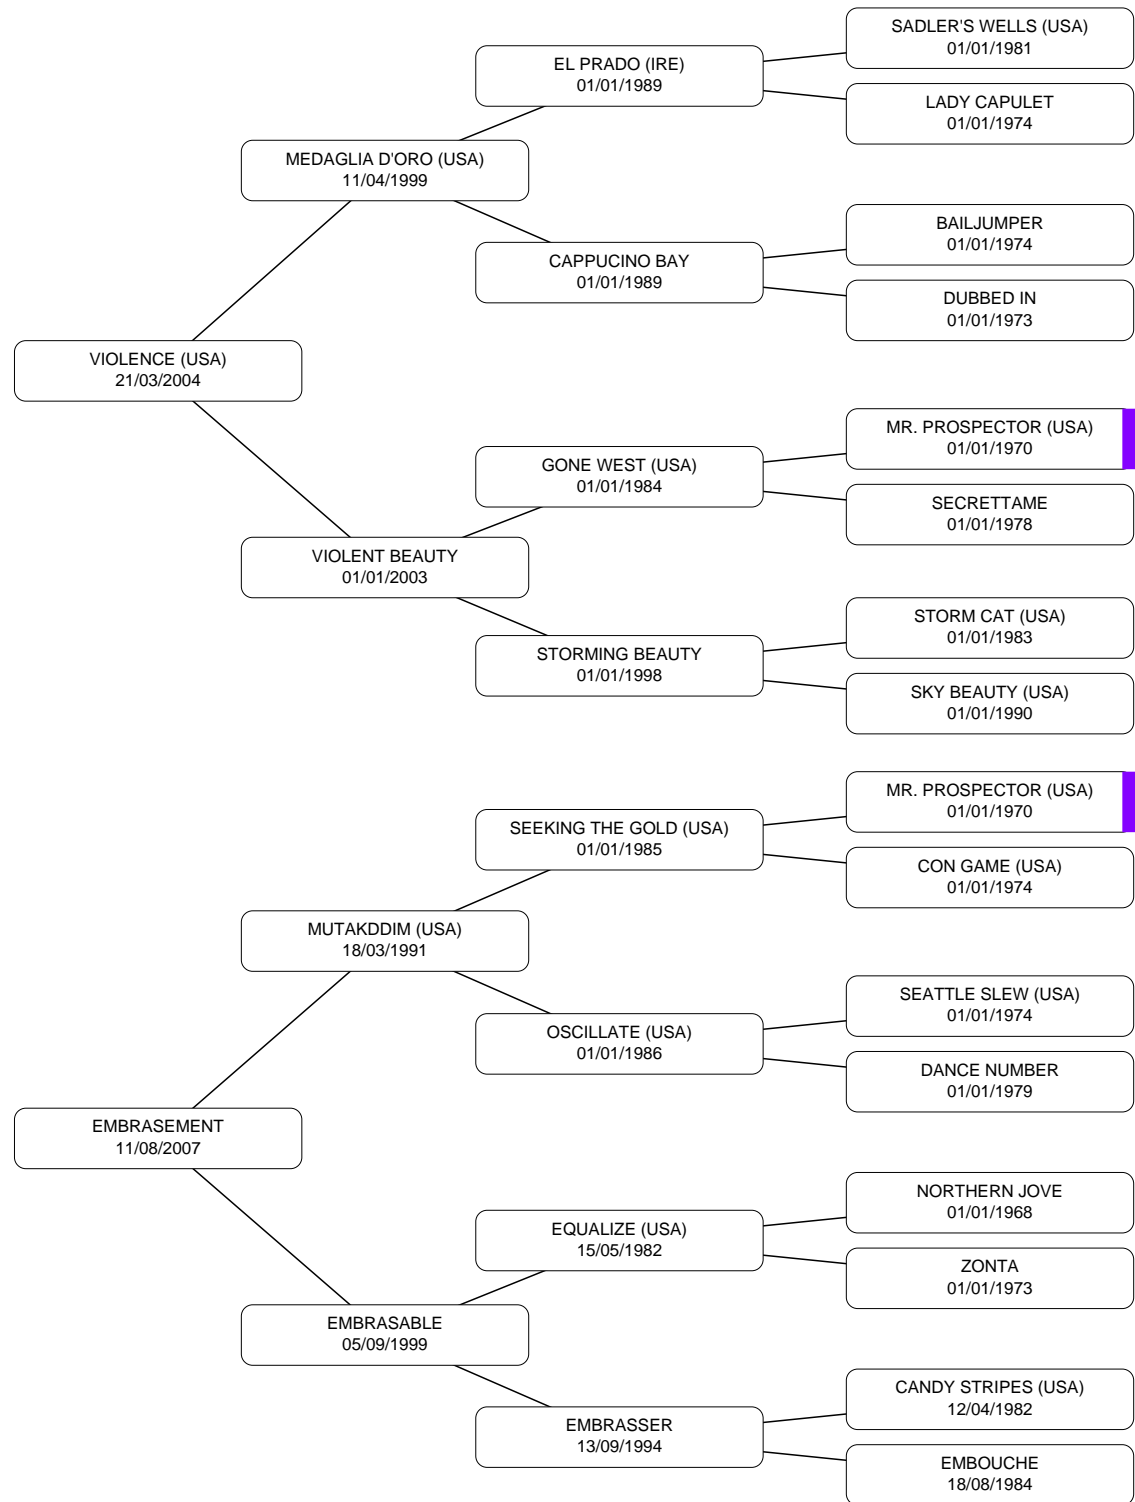 SADLER'S WELLS (USA)
01/01/1981
EL PRADO (IRE)
01/01/1989
LADY CAPULET
01/01/1974
MEDAGLIA D'ORO (USA)
11/04/1999
BAILJUMPER
01/01/1974
CAPPUCINO BAY
01/01/1989
DUBBED IN
01/01/1973
VIOLENCE (USA)
21/03/2004
MR. PROSPECTOR (USA)
01/01/1970
GONE WEST (USA)
01/01/1984
SECRETTAME
01/01/1978
VIOLENT BEAUTY
01/01/2003
STORM CAT (USA)
01/01/1983
STORMING BEAUTY
01/01/1998
SKY BEAUTY (USA)
01/01/1990
MR. PROSPECTOR (USA)
01/01/1970
SEEKING THE GOLD (USA)
01/01/1985
CON GAME (USA)
01/01/1974
MUTAKDDIM (USA)
18/03/1991
SEATTLE SLEW (USA)
01/01/1974
OSCILLATE (USA)
01/01/1986
DANCE NUMBER
01/01/1979
EMBRASEMENT
11/08/2007
NORTHERN JOVE
01/01/1968
EQUALIZE (USA)
15/05/1982
ZONTA
01/01/1973
EMBRASABLE
05/09/1999
CANDY STRIPES (USA)
12/04/1982
EMBRASSER
13/09/1994
EMBOUCHE
18/08/1984